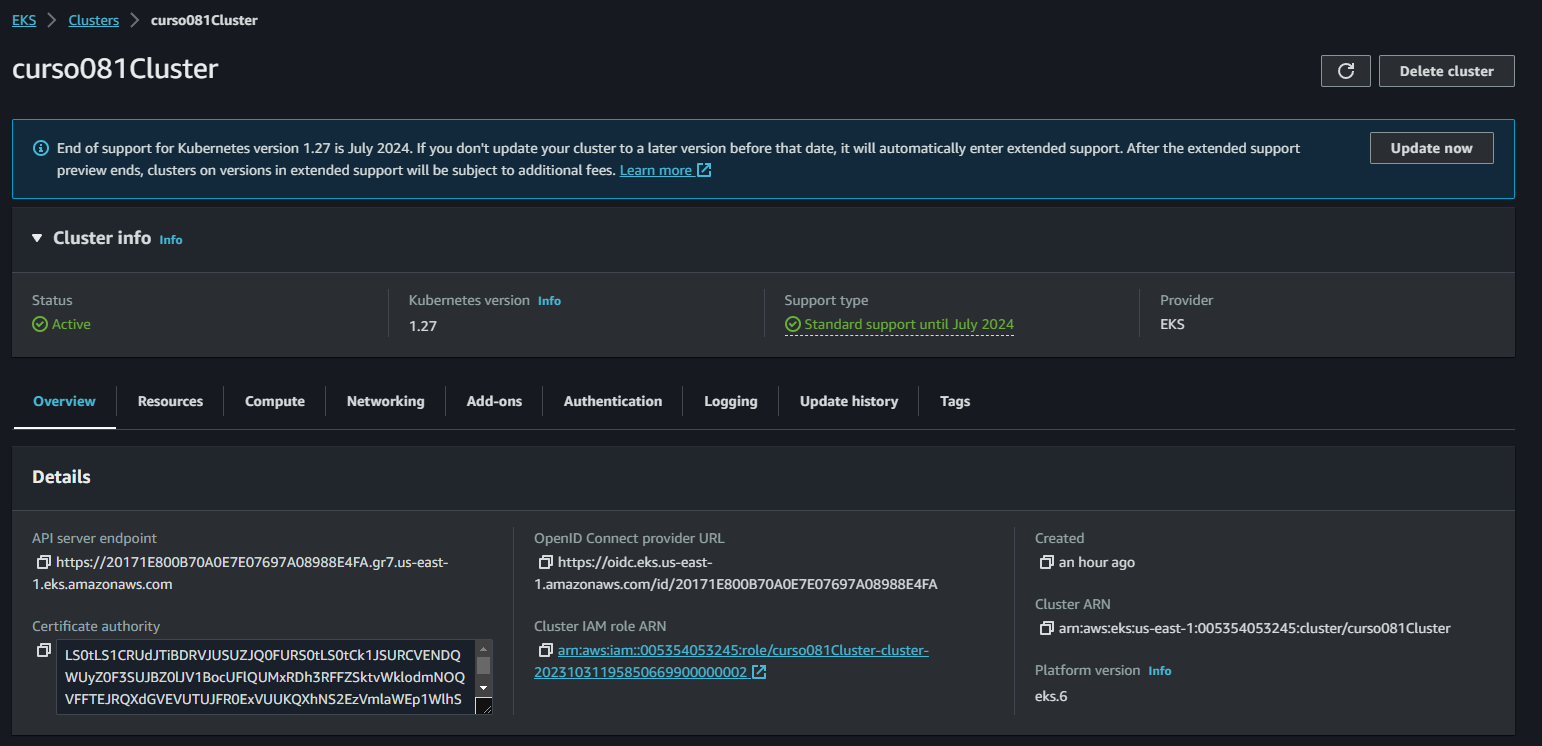 EKS > Clusters > curso081Cluster
curso081Cluster
Delete cluster
End of support for Kubernetes version 1.27 is July 2024. If you don't update your cluster to a later version before that date, it will automatically enter extended support. After the extended support
preview ends, clusters on versions in extended support will be subject to additional fees. Learn more
Update now
Cluster info Info
Status
Active
Kubernetes version Info
1.27
Support type
Standard support until July 2024
Provider
EKS
Overview
Resources
Compute
Networking
Add-ons
Authentication
Logging
Update history
Tags
Details
API server endpoint
https://20171E800B70A0E7E07697A08988E4FA.gr7.us-east-
1.eks.amazonaws.com
Certificate authority
LS0tLS1CRUdJTiBDRVJUSUZJQ0FURS0tLS0tCk1JSURCVENDQ
WUyZ0F3SUJBZ0lJV1BocUFlQUMxRDh3RFFZSktvWklodmNOQ
VFFTEJRQXdGVEVUTUJFR0ExVUUKQXhNS2EzVmlaWEp1WlhS
OpenID Connect provider URL
https://oidc.eks.us-east-
1.amazonaws.com/id/20171E800B70A0E7E07697A08988E4FA
Cluster IAM role ARN
arn:aws:iam::005354053245:role/curso081Cluster-cluster-
20231031195850669900000002
Created
an hour ago
Cluster ARN
arn:aws:eks:us-east-1:005354053245:cluster/curso081Cluster
Platform version Info
eks.6